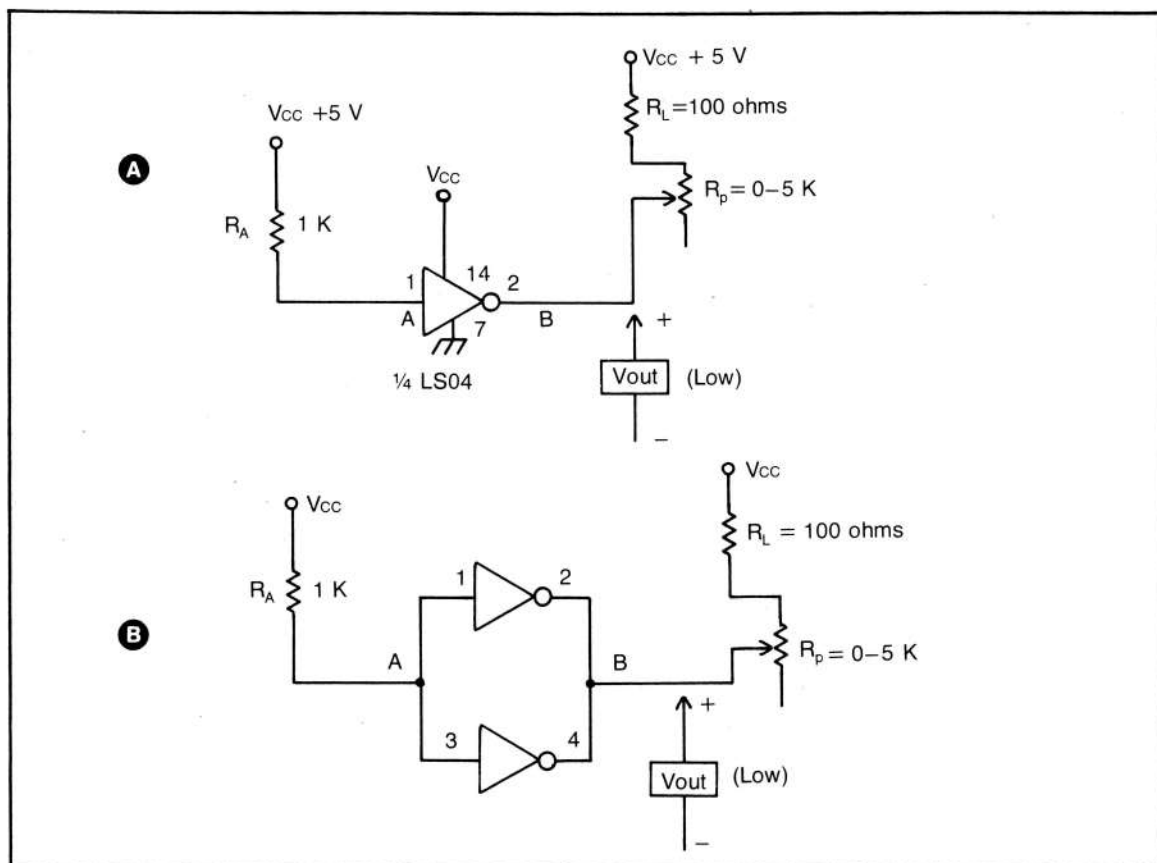 A
Vcc +5 V
RA 1 K
Vcc
1
A
14
2
7
B
¼ LS04
Vcc + 5 V
RL =100 ohms
Rp = 0–5 K
+
Vout (Low)
–
B
Vcc
RA 1 K
A
1
2
3
4
B
Vcc
RL = 100 ohms
Rp = 0–5 K
+
Vout (Low)
–